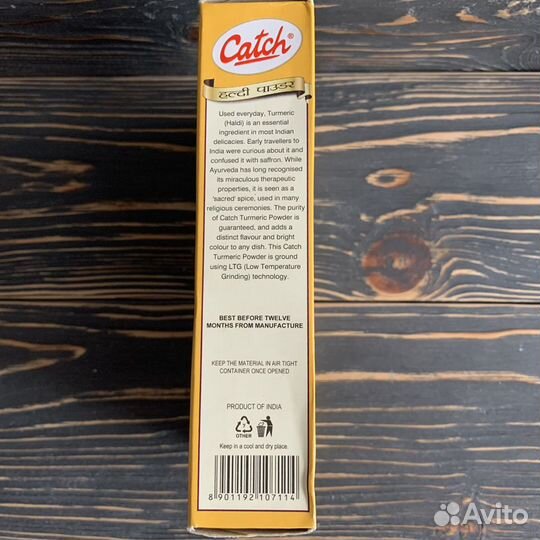 Catch®
हल्दी पाउडर
Used everyday, Turmeric
(Haldi) is an essential
ingredient in most Indian
delicacies. Early travellers to
India were curious about it and
confused it with saffron. While
Ayurveda has long recognised
its miraculous therapeutic
properties, it is seen as a
'sacred' spice, used in many
religious ceremonies. The purity
of Catch Turmeric Powder is
guaranteed, and adds a
distinct flavour and bright
colour to any dish. This Catch
Turmeric Powder is ground
using LTG (Low Temperature
Grinding) technology.
BEST BEFORE TWELVE
MONTHS FROM MANUFACTURE
KEEP THE MATERIAL IN AIR TIGHT
CONTAINER ONCE OPENED
PRODUCT OF INDIA
OTHER
Keep in a cool and dry place.
8 901192 107114
Avito